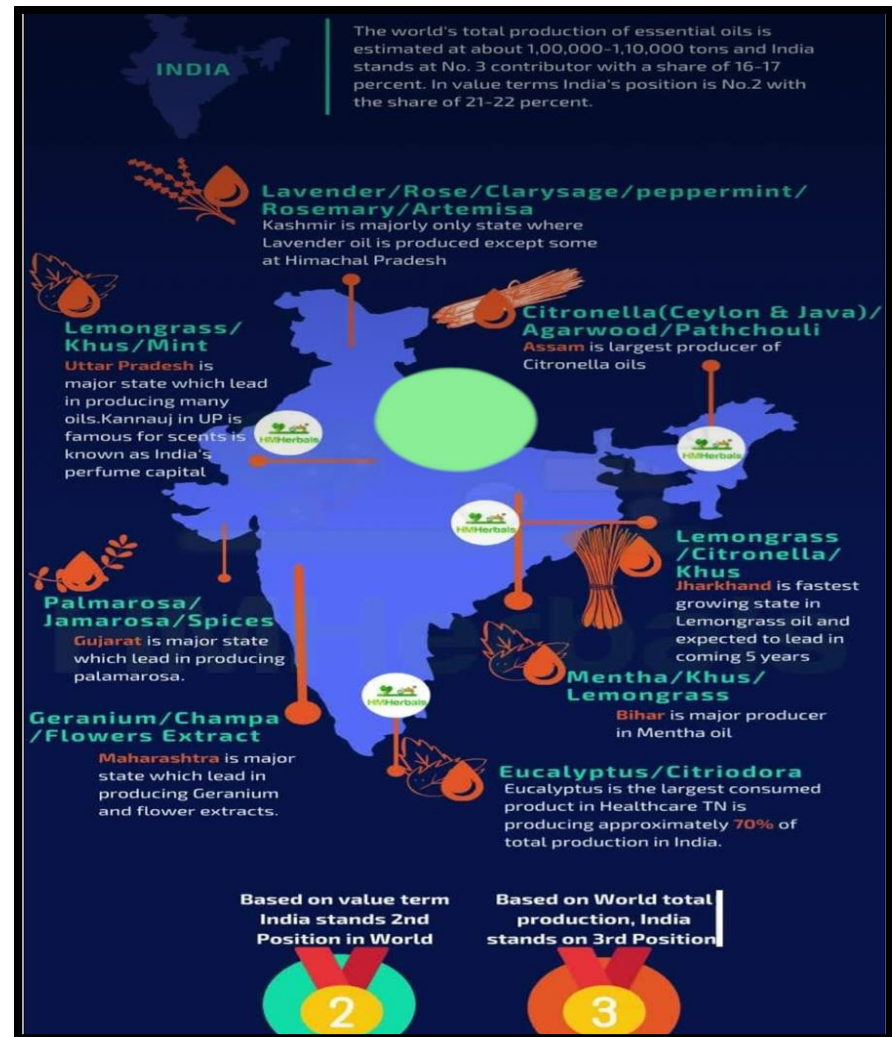 INDIA
The world's total production of essential oils is
estimated at about 1,00,000-1,10,000 tons and India
stands at No. 3 contributor with a share of 16-17
percent. In value terms India's position is No.2 with
the share of 21-22 percent.
Lavender/Rose/Clarysage/peppermint/
Rosemary/Artemisa
Kashmir is majorly only state where
Lavender oil is produced except some
at Himachal Pradesh
Lemongrass/
Khus/Mint
Uttar Pradesh is
major state which lead
in producing many
oils.Kannauj in UP is
famous for scents is
known as India's
perfume capital
HMHerbals
Citronella(Ceylon & Java)/
Agarwood/Pathchouli
Assam is largest producer of
Citronella oils
HMHerbals
HMHerbals
Lemongrass
/Citronella/
Khus
Jharkhand is fastest
growing state in
Lemongrass oil and
expected to lead in
coming 5 years
Palmarosa/
Jamarosa/Spices
Gujarat is major state
which lead in producing
palamarosa.
HMHerbals
Mentha/Khus/
Lemongrass
Bihar is major producer
in Mentha oil
Geranium/Champa
/Flowers Extract
Maharashtra is major
state which lead in
producing Geranium
and flower extracts.
Eucalyptus/Citriodora
Eucalyptus is the largest consumed
product in Healthcare TN is
producing approximately 70% of
total production in India.
Based on value term
India stands 2nd
Position in World
2
Based on World total
production, India
stands on 3rd Position
3